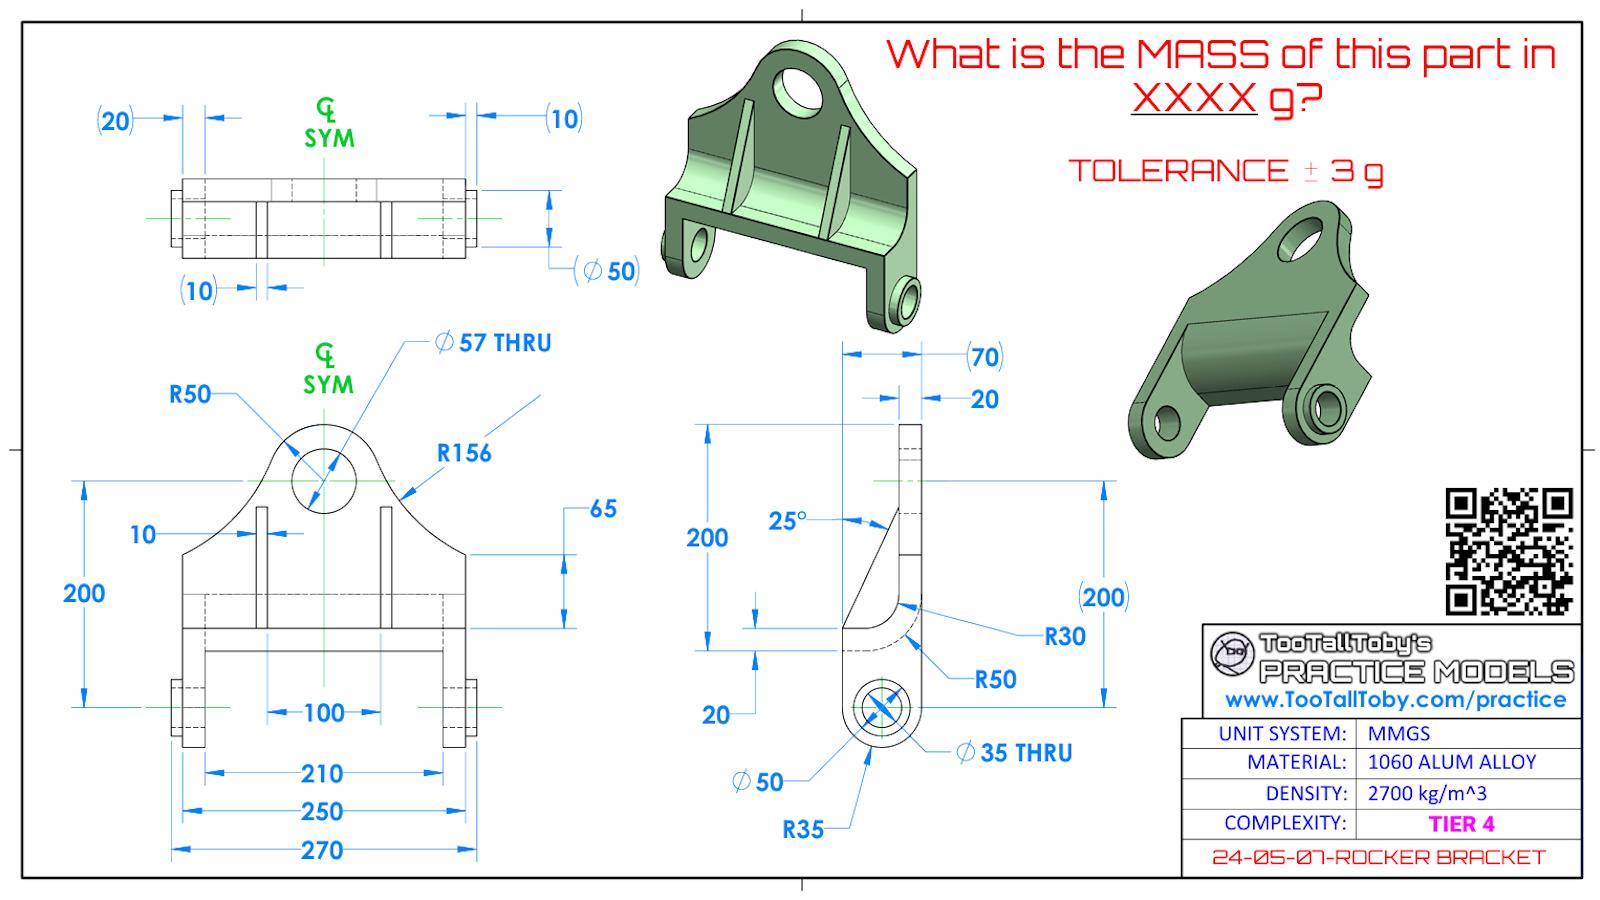 What is the MASS of this part in
XXXX g?
TOLERANCE ± 3 g
(20)
℄
SYM
(10)
(∅ 50)
(10)
∅ 57 THRU
℄
SYM
R50
R156
65
10
200
100
210
250
270
(70)
20
25°
200
(200)
R30
R50
20
∅ 35 THRU
∅ 50
R35
TooTallToby's
PRACTICE MODELS
www.TooTallToby.com/practice
UNIT SYSTEM: MMGS
MATERIAL: 1060 ALUM ALLOY
DENSITY: 2700 kg/m^3
COMPLEXITY: TIER 4
24-05-07-ROCKER BRACKET